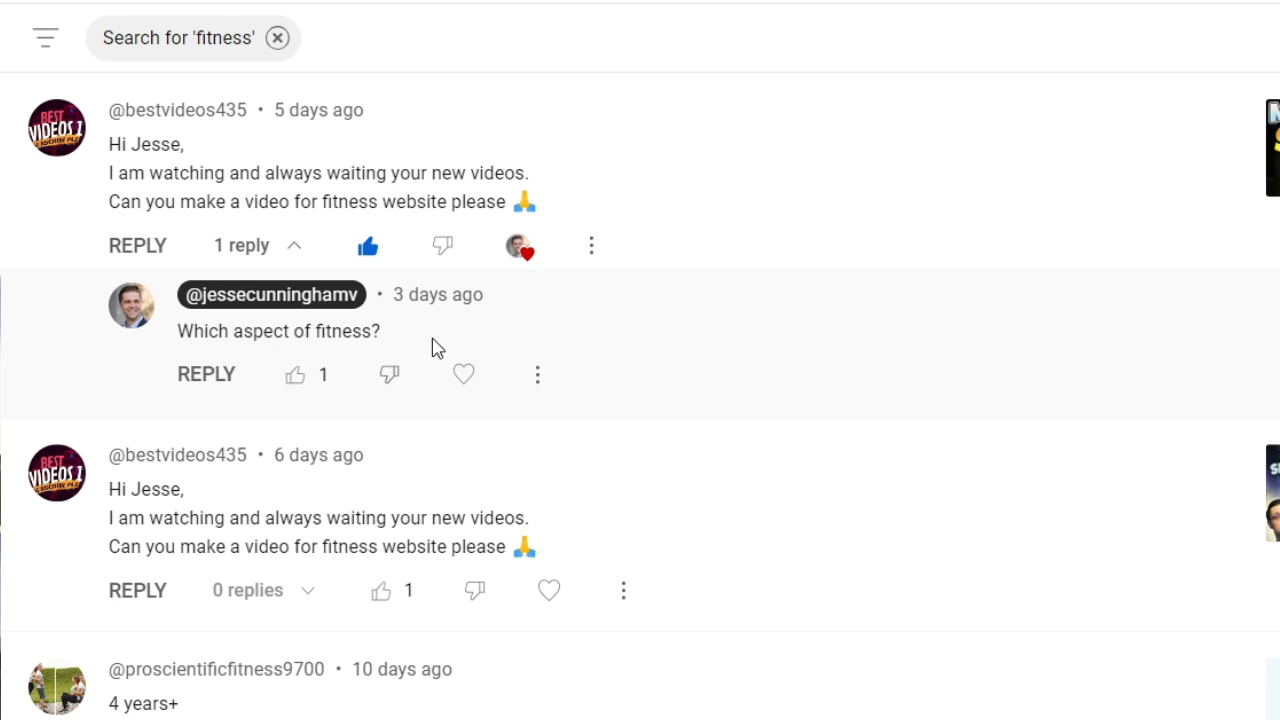 Search for 'fitness'
@bestvideos435 • 5 days ago
Hi Jesse,
I am watching and always waiting your new videos.
Can you make a video for fitness website please 🙏
REPLY 1 reply
@jessecunninghamv • 3 days ago
Which aspect of fitness?
REPLY 1
@bestvideos435 • 6 days ago
Hi Jesse,
I am watching and always waiting your new videos.
Can you make a video for fitness website please 🙏
REPLY 0 replies 1
@proscientificfitness9700 • 10 days ago
4 years+
BEST
VIDEOS
BEST
VIDEOS